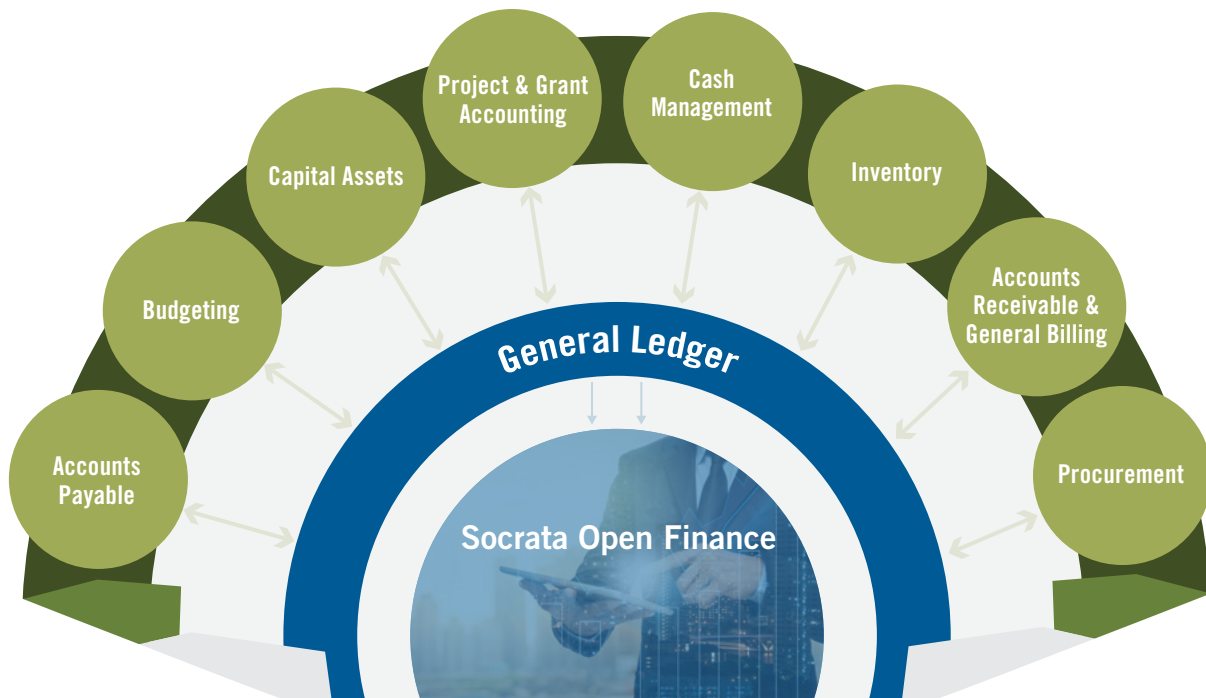 Project & Grant
Accounting
Cash
Management
Capital Assets
Inventory
Budgeting
Accounts
Receivable &
General Billing
General Ledger
Accounts
Payable
Procurement
Socrata Open Finance